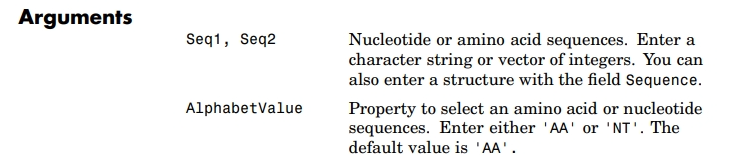 Arguments
Seq1, Seq2 Nucleotide or amino acid sequences. Enter a
character string or vector of integers. You can
also enter a structure with the field Sequence.
AlphabetValue Property to select an amino acid or nucleotide
sequences. Enter either 'AA' or 'NT'. The
default value is 'AA'.